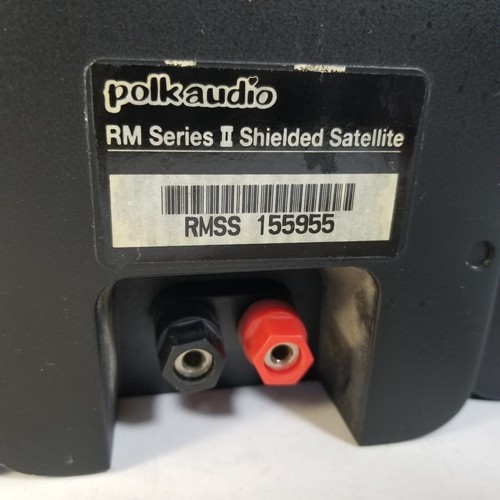 polkaudio
RM Series II Shielded Satellite
RMSS 155955